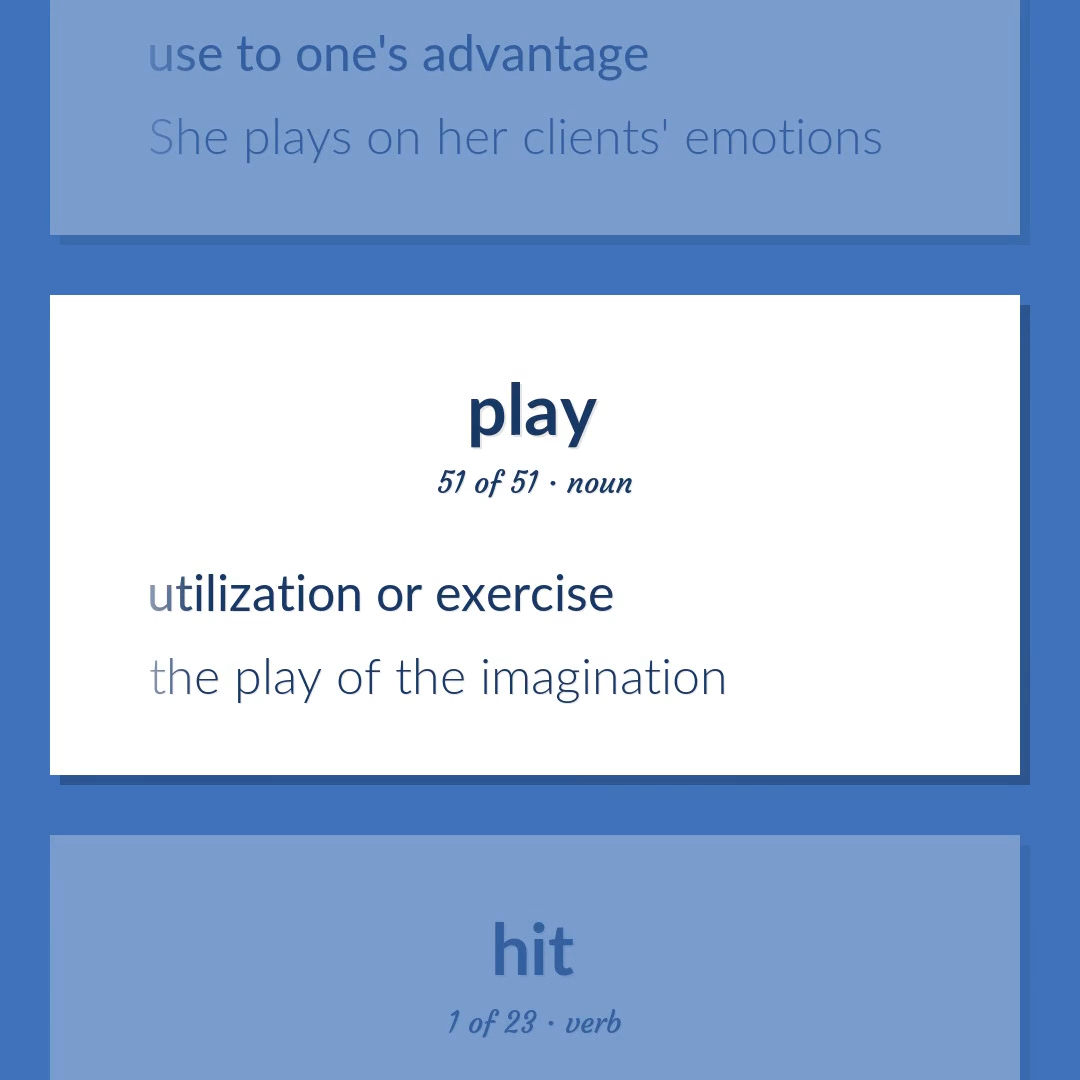 use to one's advantage
She plays on her clients' emotions
play
51 of 51 · noun
utilization or exercise
the play of the imagination
hit
1 of 23 · verb